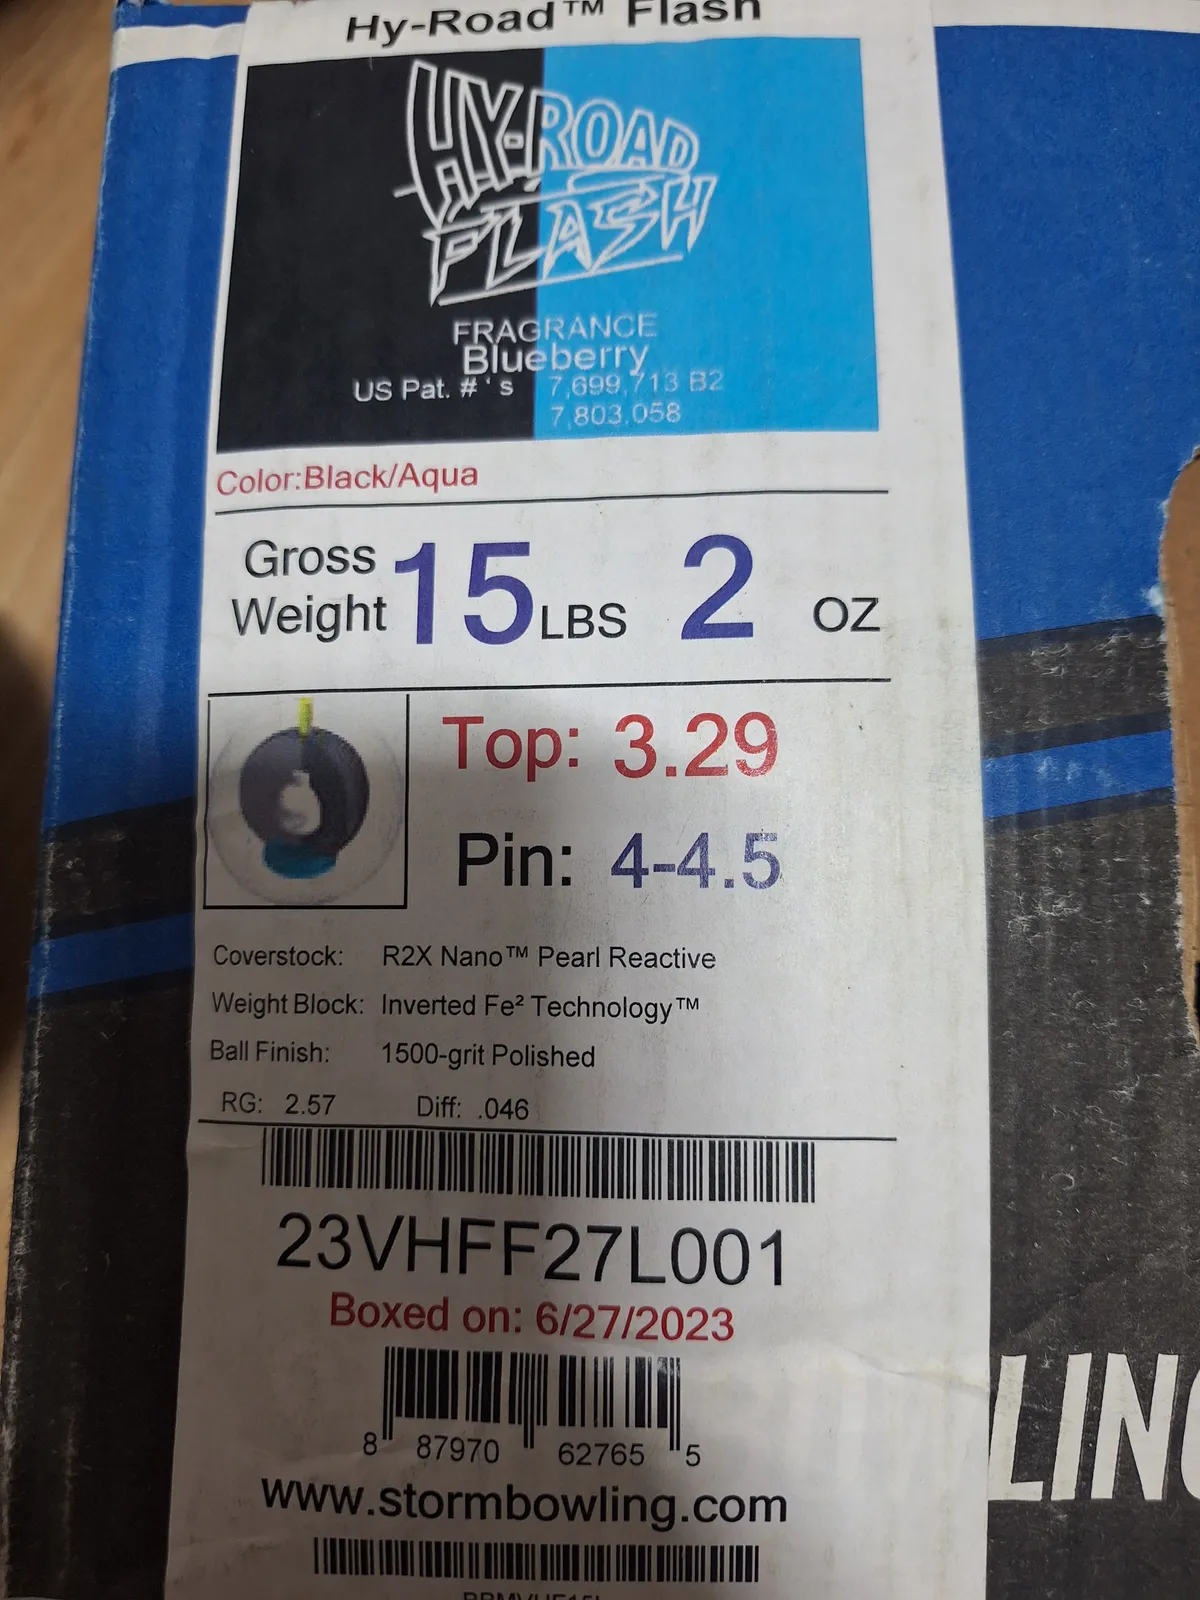 Hy-Road™ Flash
HY-ROAD
FLASH
FRAGRANCE
Blueberry
US Pat. #'s 7,699,713 B2
7,803,058
Color:Black/Aqua
Gross Weight 15 LBS 2 OZ
Top: 3.29
Pin: 4-4.5
Coverstock: R2X Nano™ Pearl Reactive
Weight Block: Inverted Fe² Technology™
Ball Finish: 1500-grit Polished
RG: 2.57 Diff: .046
23VHFF27L001
Boxed on: 6/27/2023
8 87970 62765 5
LING
www.stormbowling.com